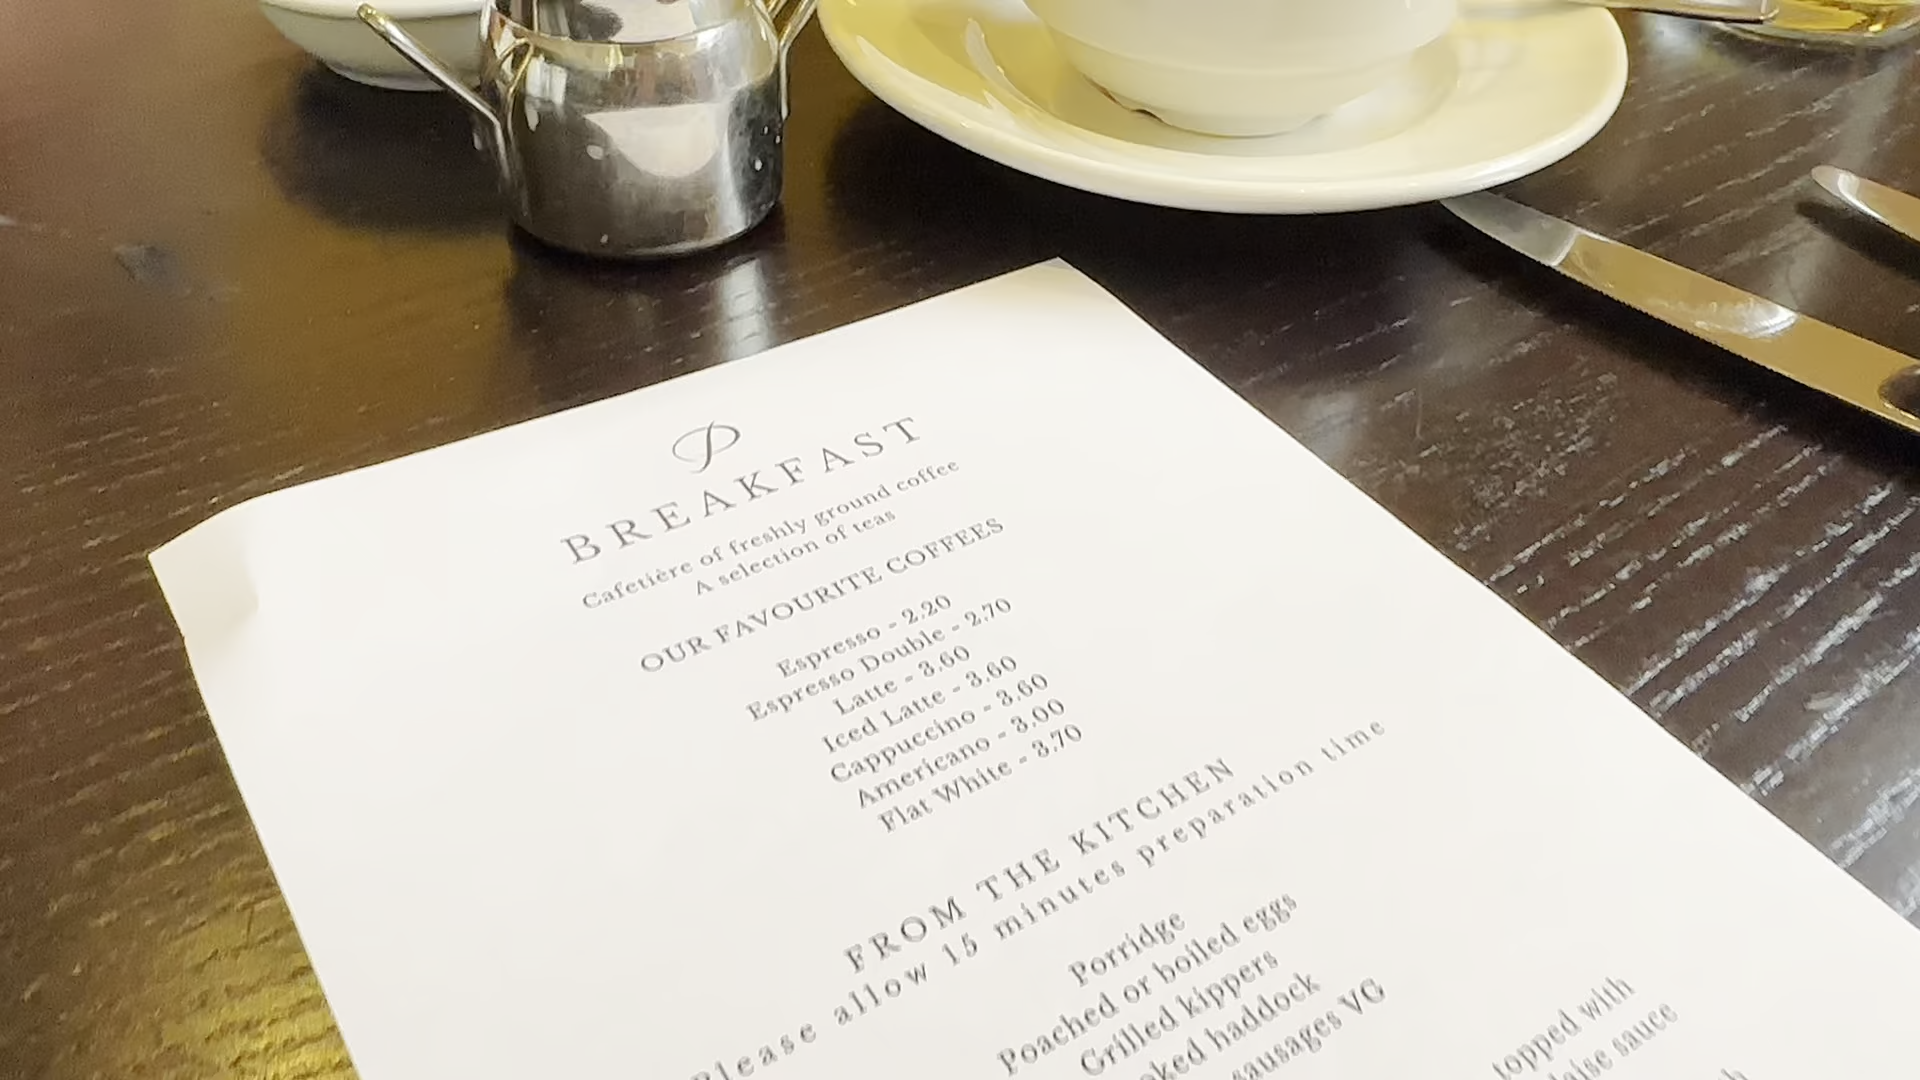 P
BREAKFAST
Cafetière of freshly ground coffee
A selection of teas
OUR FAVOURITE COFFEES
Espresso - 2.20
Espresso Double - 2.70
Latte - 3.60
Iced Latte - 3.60
Cappuccino - 3.60
Americano - 3.00
Flat White - 3.70
FROM THE KITCHEN
Please allow 15 minutes preparation time
Porridge
Poached or boiled eggs
Grilled kippers
haddock
sausages VG
topped with
sauce